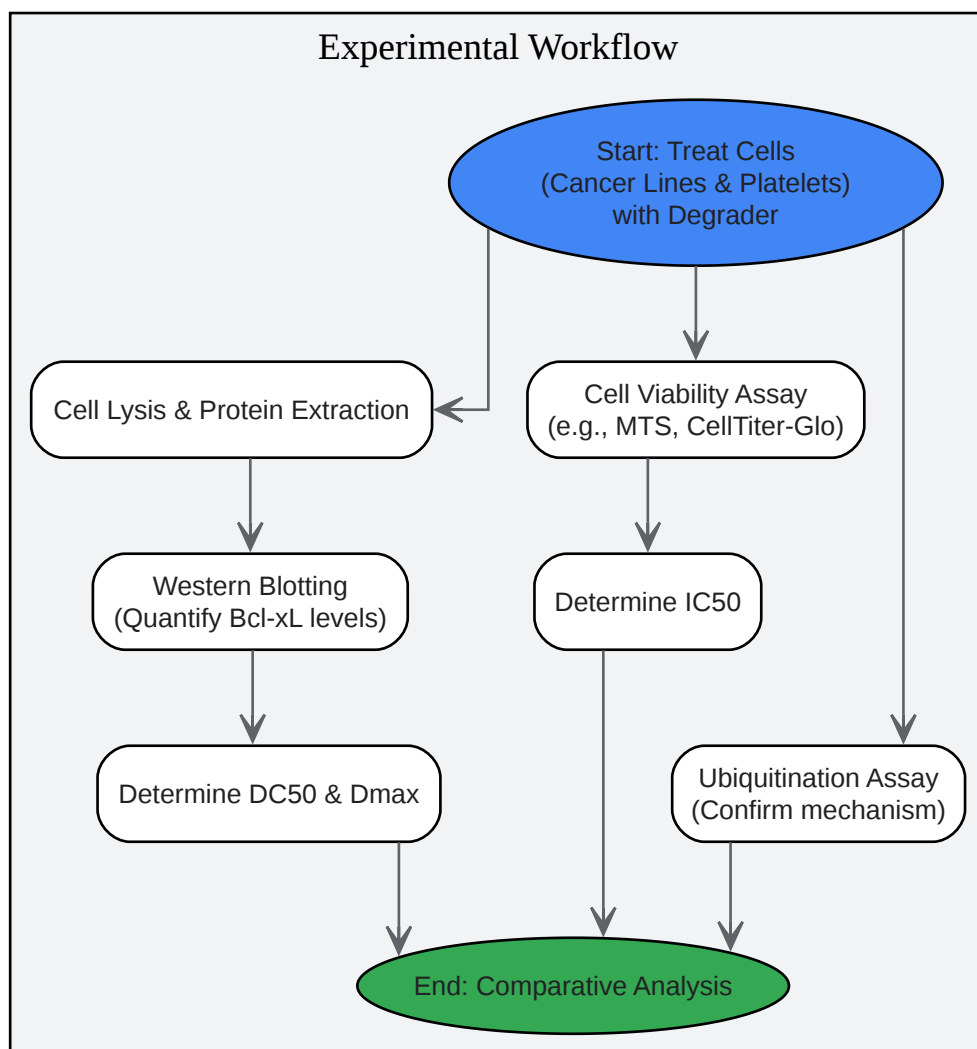 Experimental Workflow
Start: Treat Cells
(Cancer Lines & Platelets)
with Degrader
Cell Lysis & Protein Extraction
Cell Viability Assay
(e.g., MTS, CellTiter-Glo)
Western Blotting
(Quantify Bcl-xL levels)
Determine IC50
Determine DC50 & Dmax
Ubiquitination Assay
(Confirm mechanism)
End: Comparative Analysis